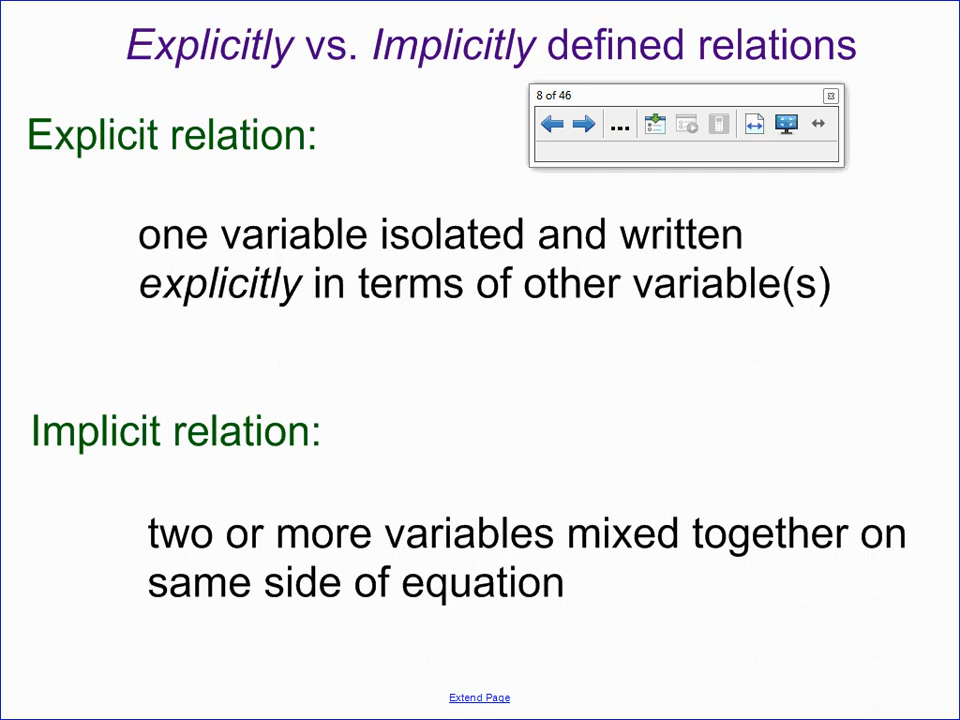 Explicitly vs. Implicitly defined relations
8 of 46
Explicit relation:
one variable isolated and written
explicitly in terms of other variable(s)
Implicit relation:
two or more variables mixed together on
same side of equation
Extend Page